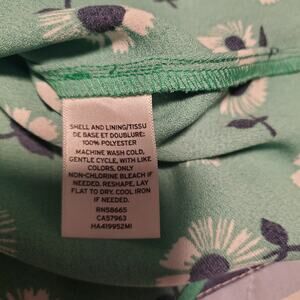 SHELL AND LINING/TISSU
DE BASE ET DOUBLURE:
100% POLYESTER
MACHINE WASH COLD,
GENTLE CYCLE, WITH LIKE
COLORS, ONLY
NON-CHLORINE BLEACH IF
NEEDED. RESHAPE, LAY
FLAT TO DRY. COOL IRON
IF NEEDED.
RN58665
CA57963
HA419952MI